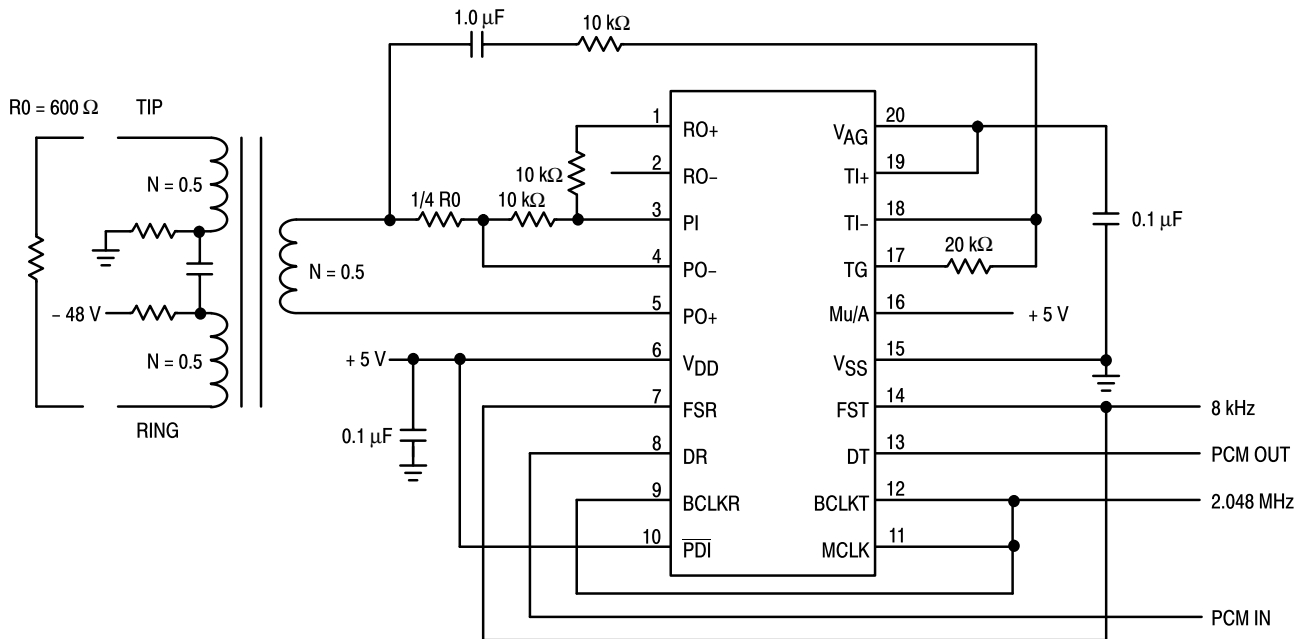 1.0 µF
10 kΩ
R0 = 600 Ω
TIP
N = 0.5
– 48 V
N = 0.5
RING
N = 0.5
1/4 R0
10 kΩ
10 kΩ
+ 5 V
0.1 µF
1 RO+
2 RO–
3 PI
4 PO–
5 PO+
6 VDD
7 FSR
8 DR
9 BCLKR
10 PDI
VAG 20
TI+ 19
TI– 18
TG 17
Mu/A 16
VSS 15
FST 14
DT 13
BCLKT 12
MCLK 11
20 kΩ
0.1 µF
+ 5 V
8 kHz
PCM OUT
2.048 MHz
PCM IN